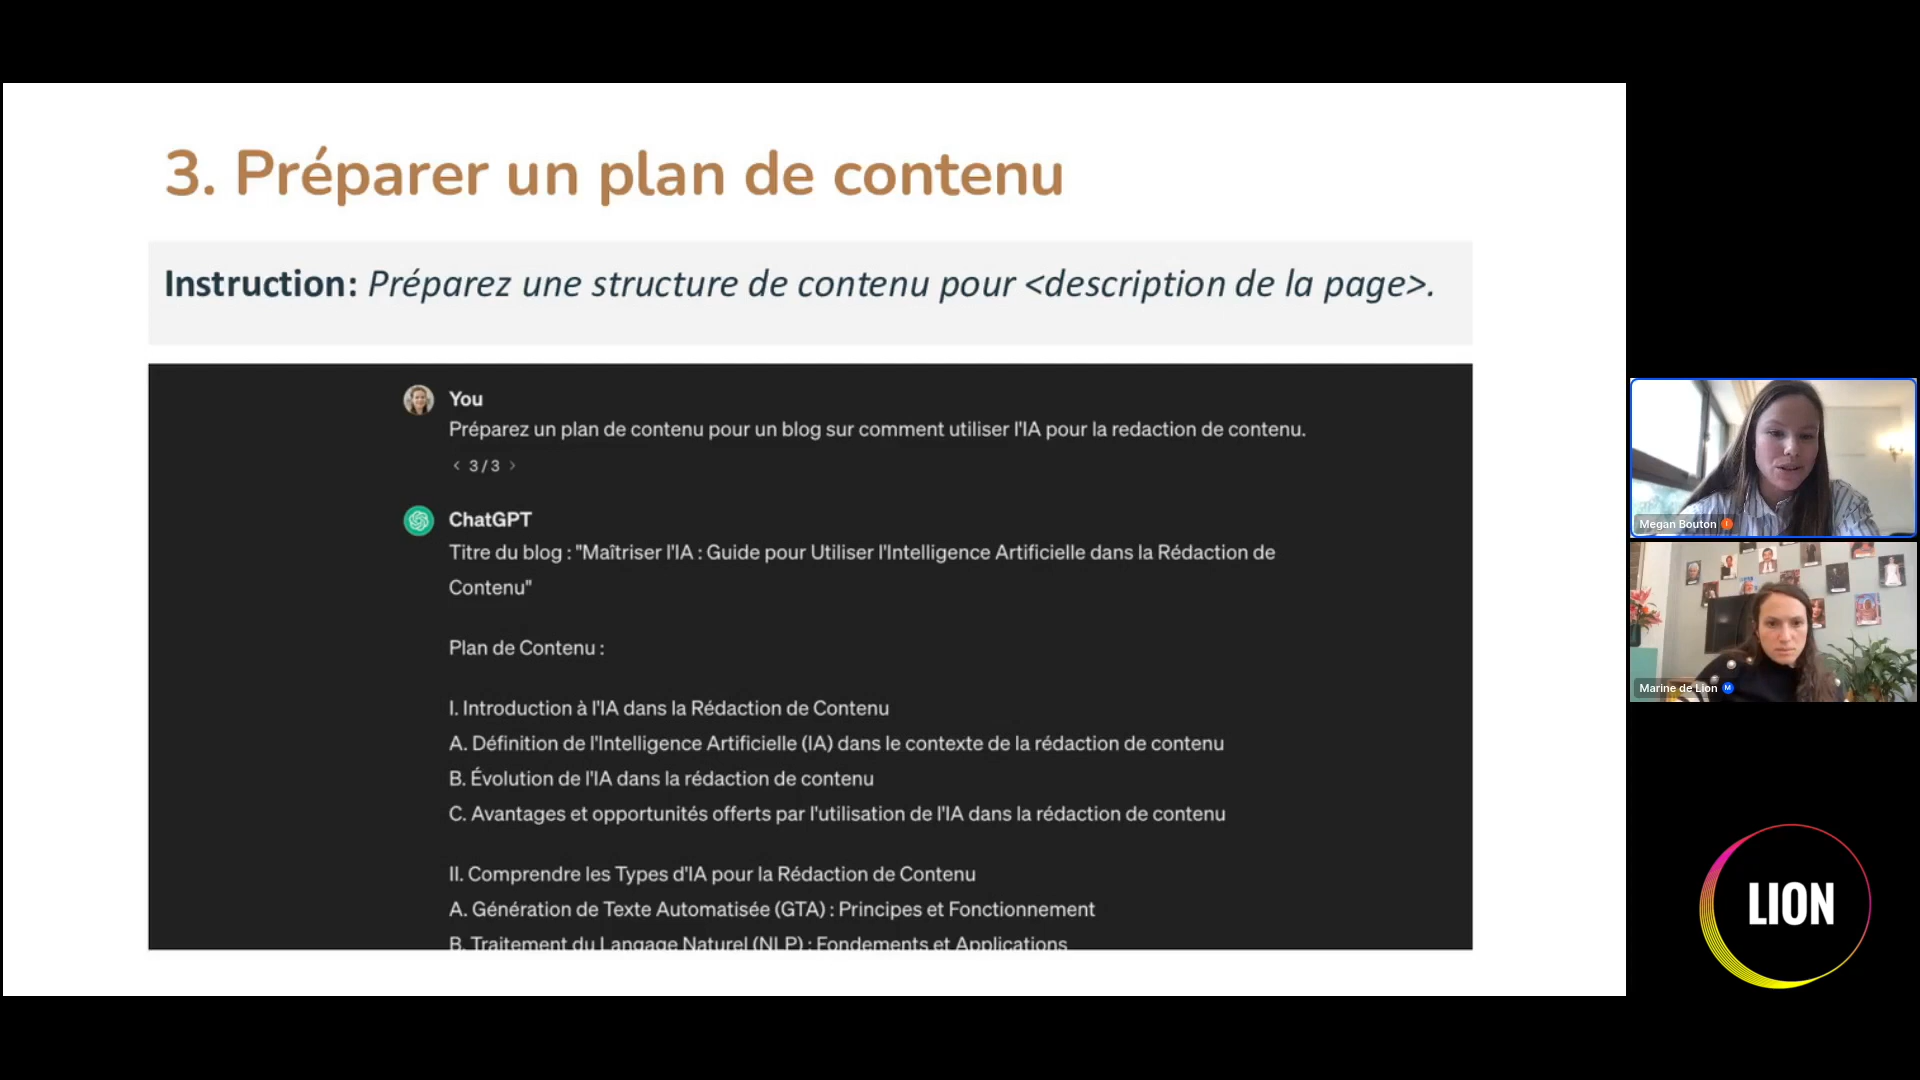 3. Préparer un plan de contenu
Instruction: Préparez une structure de contenu pour <description de la page>.
You
Préparez un plan de contenu pour un blog sur comment utiliser l'IA pour la redaction de contenu.
< 3 / 3 >
ChatGPT
Titre du blog : "Maîtriser l'IA : Guide pour Utiliser l'Intelligence Artificielle dans la Rédaction de
Contenu"
Plan de Contenu :
I. Introduction à l'IA dans la Rédaction de Contenu
A. Définition de l'Intelligence Artificielle (IA) dans le contexte de la rédaction de contenu
B. Évolution de l'IA dans la rédaction de contenu
C. Avantages et opportunités offerts par l'utilisation de l'IA dans la rédaction de contenu
II. Comprendre les Types d'IA pour la Rédaction de Contenu
A. Génération de Texte Automatisée (GTA) : Principes et Fonctionnement
B. Traitement du Langage Naturel (NLP) : Fondements et Applications
Megan Bouton
Marine de Lion M
LION